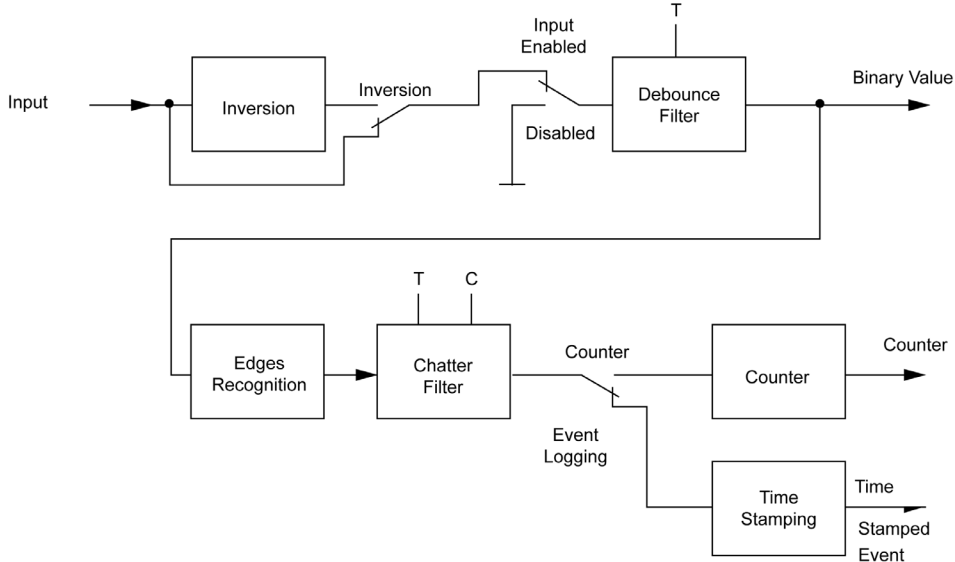 T
Input
Enabled
Input
Inversion
Inversion
Disabled
Debounce
Filter
Binary Value
T
C
Edges
Recognition
Chatter
Filter
Counter
Event
Logging
Counter
Counter
Time
Stamping
Time
Stamped
Event